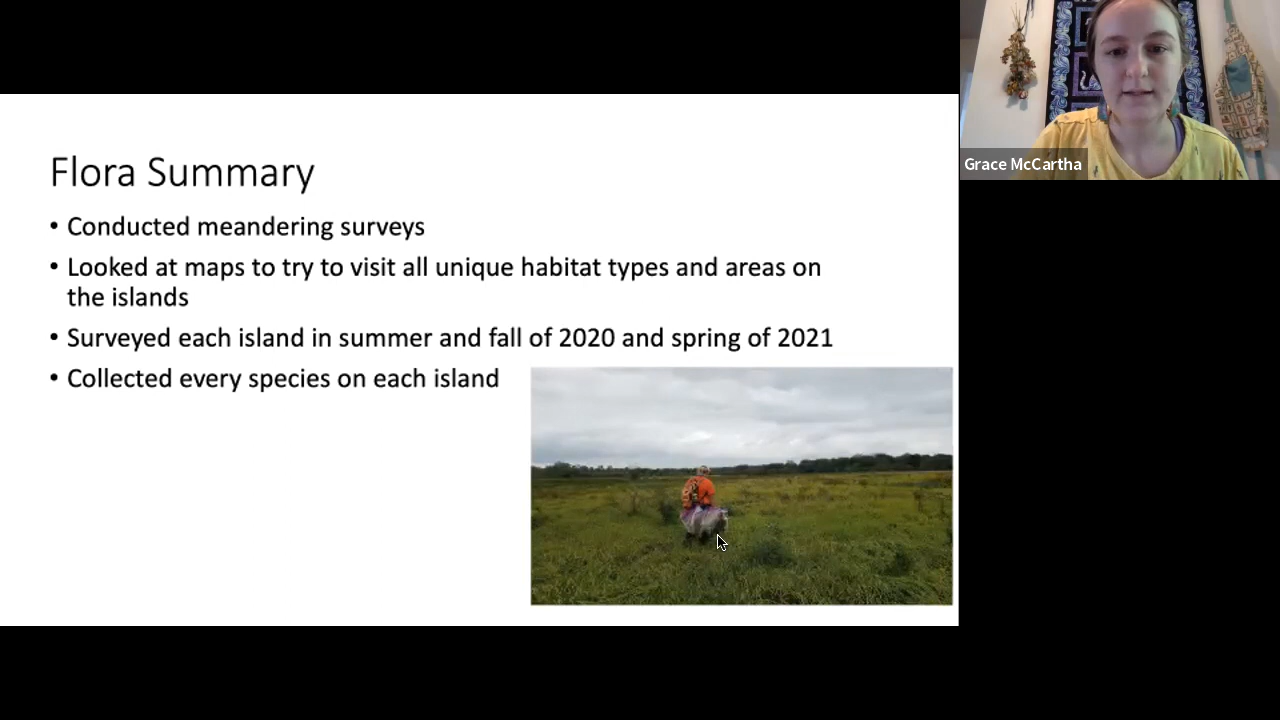 Flora Summary
• Conducted meandering surveys
• Looked at maps to try to visit all unique habitat types and areas on
the islands
• Surveyed each island in summer and fall of 2020 and spring of 2021
• Collected every species on each island
Grace McCartha